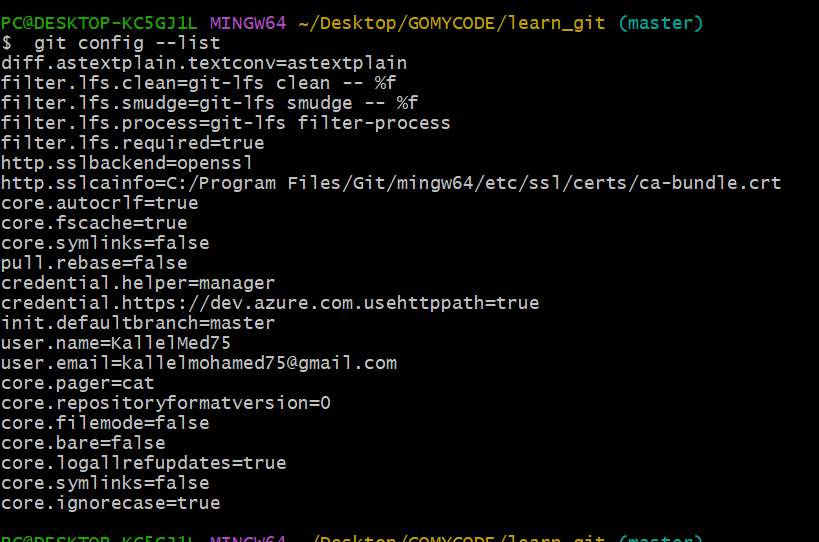 PC@DESKTOP-KC5GJ1L MINGW64 ~/Desktop/GOMYCODE/learn_git (master)
$  git config --list
diff.astextplain.textconv=astextplain
filter.lfs.clean=git-lfs clean -- %f
filter.lfs.smudge=git-lfs smudge -- %f
filter.lfs.process=git-lfs filter-process
filter.lfs.required=true
http.sslbackend=openssl
http.sslcainfo=C:/Program Files/Git/mingw64/etc/ssl/certs/ca-bundle.crt
core.autocrlf=true
core.fscache=true
core.symlinks=false
pull.rebase=false
credential.helper=manager
credential.https://dev.azure.com.usehttppath=true
init.defaultbranch=master
user.name=KallelMed75
user.email=kallelmohamed75@gmail.com
core.pager=cat
core.repositoryformatversion=0
core.filemode=false
core.bare=false
core.logallrefupdates=true
core.symlinks=false
core.ignorecase=true
PC@DESKTOP-KC5GJ1L MINGW64 ~/Desktop/GOMYCODE/learn_git (master)